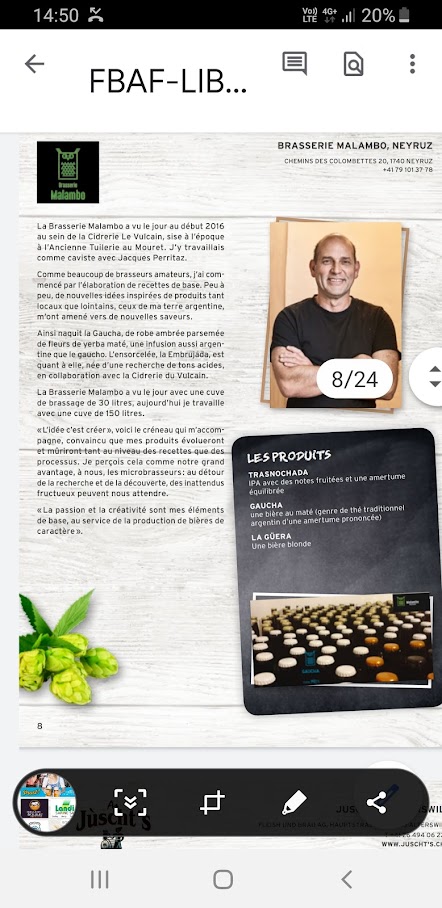 14:50
Vo)) LTE 4G+ 20%
FBAF-LIB...
Brasserie
Malambo
BRASSERIE MALAMBO, NEYRUZ
CHEMINS DES COLOMBETTES 20, 1740 NEYRUZ
+41 79 101 37 78
La Brasserie Malambo a vu le jour au début 2016
au sein de la Cidrerie Le Vulcain, sise à l'époque
à l'Ancienne Tuilerie au Mouret. J'y travaillais
comme caviste avec Jacques Perritaz.
Comme beaucoup de brasseurs amateurs, j'ai com-
mencé par l'élaboration de recettes de base. Peu à
peu, de nouvelles idées inspirées de produits tant
locaux que lointains, ceux de ma terre argentine,
m'ont amené vers de nouvelles saveurs.
Ainsi naquit la Gaucha, de robe ambrée parsemée
de fleurs de yerba maté, une infusion aussi argen-
tine que le gaucho. L'ensorcelée, la Embrujada, est
quant à elle, née d'une recherche de tons acides,
en collaboration avec la Cidrerie du Vulcain.
La Brasserie Malambo a vu le jour avec une cuve
de brassage de 30 litres, aujourd'hui je travaille
avec une cuve de 150 litres.
«L'idée c'est créer», voici le créneau qui m'accom-
pagne, convaincu que mes produits évolueront
et mûriront tant au niveau des recettes que des
processus. Je perçois cela comme notre grand
avantage, à nous, les microbrasseurs: au détour
de la recherche et de la découverte, des inattendus
fructueux peuvent nous attendre.
«La passion et la créativité sont mes éléments
de base, au service de la production de bières de
caractère».
8/24
LES PRODUITS
TRASNOCHADA
IPA avec des notes fruitées et une amertume
équilibrée
GAUCHA
une bière au maté (genre de thé traditionnel
argentin d'une amertume prononcée)
LA GÜERA
Une bière blonde
Malambo
GAUCHA
8
Landi
Jùscht's
WWW.JUSCHT'S.C